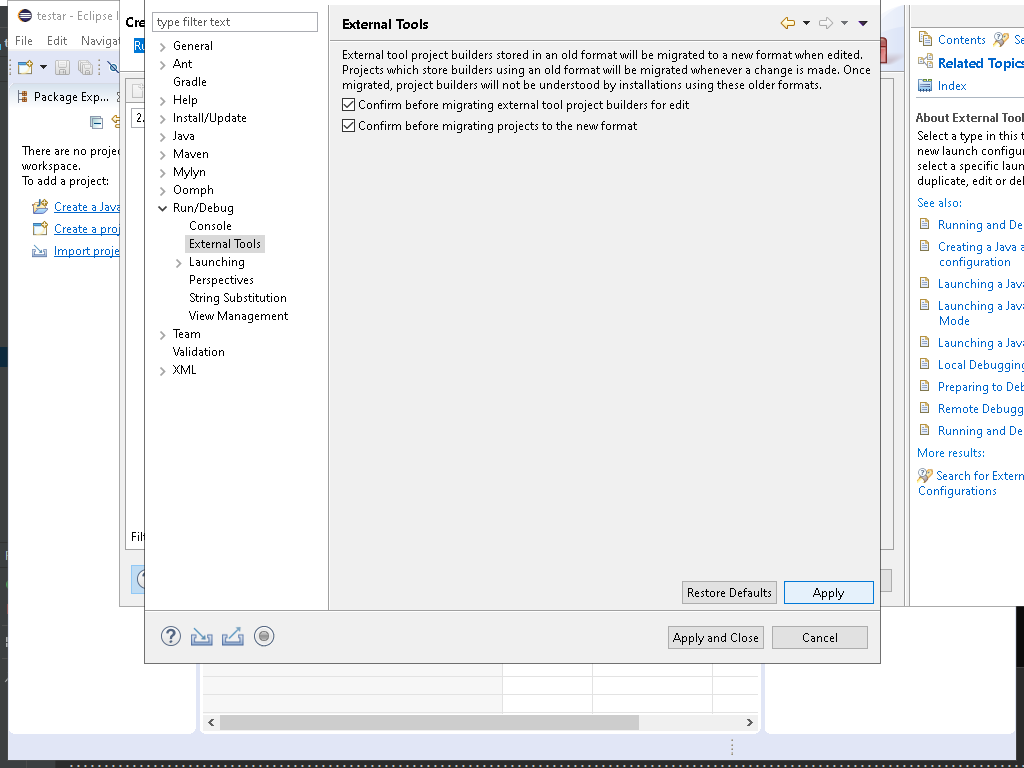 testar - Eclipse I
File Edit Navigat
Package Exp...
There are no proje
workspace.
To add a project:
Create a Java
Create a proj
Import proje
Cre
Ru
2.
Filt
type filter text
General
Ant
Gradle
Help
Install/Update
Java
Maven
Mylyn
Oomph
Run/Debug
Console
External Tools
Launching
Perspectives
String Substitution
View Management
Team
Validation
XML
External Tools
External tool project builders stored in an old format will be migrated to a new format when edited.
Projects which store builders using an old format will be migrated whenever a change is made. Once
migrated, project builders will not be understood by installations using these older formats.
Confirm before migrating external tool project builders for edit
Confirm before migrating projects to the new format
Restore Defaults Apply
Apply and Close Cancel
Contents Se
Related Topics
Index
About External Tool
Select a type in this t
new launch configur
select a specific laun
duplicate, edit or del
See also:
Running and De
Creating a Java a
configuration
Launching a Java
Launching a Java
Mode
Launching a Java
Local Debugging
Preparing to Deb
Remote Debugg
Running and De
More results:
Search for Extern
Configurations